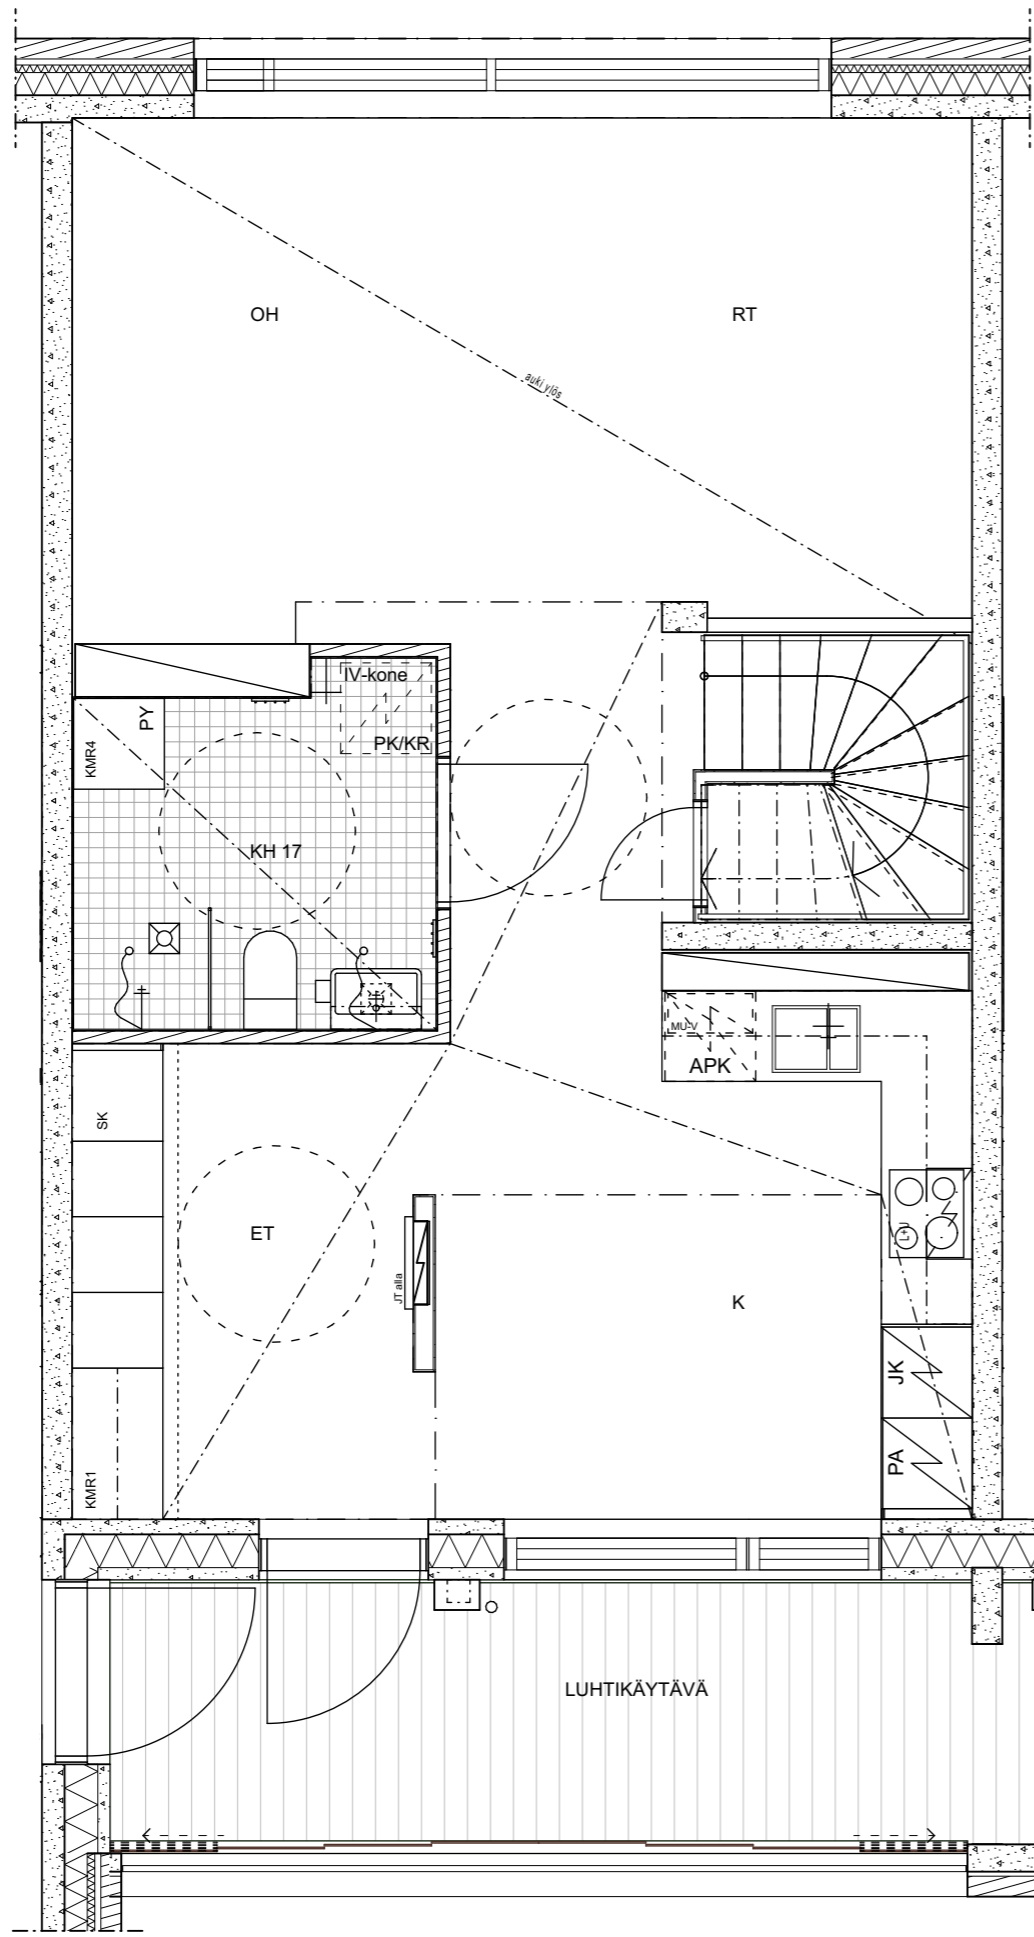 OH
RT
auki ylös
IV-kone
PY
KMR4
PK/KR
KH 17
MU-V
APK
SK
ET
JT alla
L+U
K
JK
PA
KMR1
LUHTIKÄYTÄVÄ